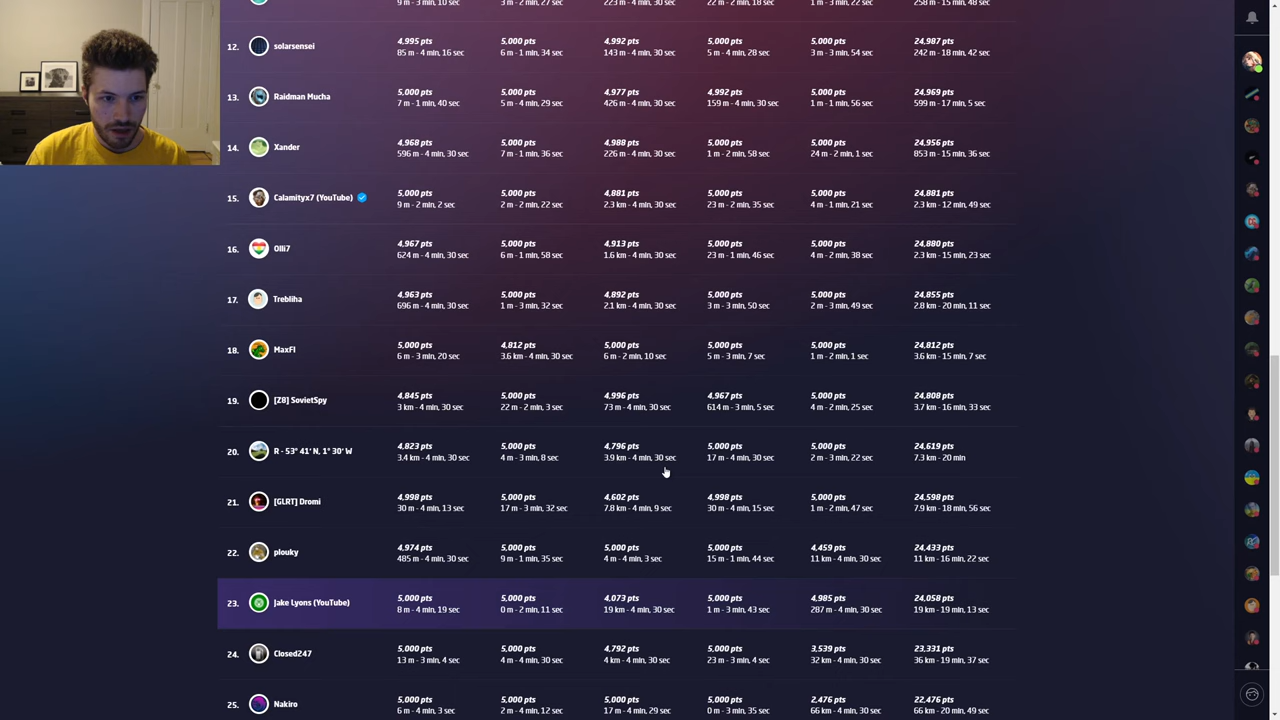 9 m - 3 min, 10 sec 3 m - 2 min, 27 sec 223 m - 4 min, 30 sec 22 m - 2 min, 18 sec 1 m - 3 min, 22 sec 258 m - 15 min, 48 sec
12. solarsensei 4,995 pts 5,000 pts 4,992 pts 5,000 pts 5,000 pts 24,987 pts
85 m - 4 min, 16 sec 6 m - 1 min, 34 sec 143 m - 4 min, 30 sec 5 m - 4 min, 28 sec 3 m - 3 min, 54 sec 242 m - 18 min, 42 sec
13. Raidman Mucha 5,000 pts 5,000 pts 4,977 pts 4,992 pts 5,000 pts 24,969 pts
7 m - 1 min, 40 sec 5 m - 4 min, 29 sec 426 m - 4 min, 30 sec 159 m - 4 min, 30 sec 1 m - 1 min, 56 sec 599 m - 17 min, 5 sec
14. Xander 4,968 pts 5,000 pts 4,988 pts 5,000 pts 5,000 pts 24,956 pts
596 m - 4 min, 30 sec 7 m - 1 min, 36 sec 226 m - 4 min, 30 sec 1 m - 2 min, 58 sec 24 m - 2 min, 1 sec 853 m - 15 min, 36 sec
15. Calamityx7 (YouTube) 5,000 pts 5,000 pts 4,881 pts 5,000 pts 5,000 pts 24,881 pts
9 m - 2 min, 2 sec 2 m - 2 min, 22 sec 2.3 km - 4 min, 30 sec 23 m - 2 min, 35 sec 4 m - 1 min, 21 sec 2.3 km - 12 min, 49 sec
16. Olli7 4,967 pts 5,000 pts 4,913 pts 5,000 pts 5,000 pts 24,880 pts
624 m - 4 min, 30 sec 6 m - 1 min, 58 sec 1.6 km - 4 min, 30 sec 23 m - 1 min, 46 sec 4 m - 2 min, 38 sec 2.3 km - 15 min, 23 sec
17. Trebliha 4,963 pts 5,000 pts 4,892 pts 5,000 pts 5,000 pts 24,855 pts
696 m - 4 min, 30 sec 1 m - 3 min, 32 sec 2.1 km - 4 min, 30 sec 3 m - 3 min, 50 sec 2 m - 3 min, 49 sec 2.8 km - 20 min, 11 sec
18. MaxFl 5,000 pts 4,812 pts 5,000 pts 5,000 pts 5,000 pts 24,812 pts
6 m - 3 min, 20 sec 3.6 km - 4 min, 30 sec 6 m - 2 min, 10 sec 5 m - 3 min, 7 sec 1 m - 2 min, 1 sec 3.6 km - 15 min, 7 sec
19. [Z8] SovietSpy 4,845 pts 5,000 pts 4,996 pts 4,967 pts 5,000 pts 24,808 pts
3 km - 4 min, 30 sec 22 m - 2 min, 3 sec 73 m - 4 min, 30 sec 614 m - 3 min, 5 sec 4 m - 2 min, 25 sec 3.7 km - 16 min, 33 sec
20. R - 53° 41' N, 1° 30' W 4,823 pts 5,000 pts 4,796 pts 5,000 pts 5,000 pts 24,619 pts
3.4 km - 4 min, 30 sec 4 m - 3 min, 8 sec 3.9 km - 4 min, 30 sec 17 m - 4 min, 30 sec 2 m - 3 min, 22 sec 7.3 km - 20 min
21. [GLRT] Dromi 4,998 pts 5,000 pts 4,602 pts 4,998 pts 5,000 pts 24,598 pts
30 m - 4 min, 13 sec 17 m - 3 min, 32 sec 7.8 km - 4 min, 9 sec 30 m - 4 min, 15 sec 1 m - 2 min, 47 sec 7.9 km - 18 min, 56 sec
22. plouky 4,974 pts 5,000 pts 5,000 pts 5,000 pts 4,459 pts 24,433 pts
485 m - 4 min, 30 sec 9 m - 1 min, 35 sec 4 m - 4 min, 3 sec 15 m - 1 min, 44 sec 11 km - 4 min, 30 sec 11 km - 16 min, 22 sec
23. Jake Lyons (YouTube) 5,000 pts 5,000 pts 4,073 pts 5,000 pts 4,985 pts 24,058 pts
8 m - 4 min, 19 sec 0 m - 2 min, 11 sec 19 km - 4 min, 30 sec 1 m - 3 min, 43 sec 287 m - 4 min, 30 sec 19 km - 19 min, 13 sec
24. Closed247 5,000 pts 5,000 pts 4,792 pts 5,000 pts 3,539 pts 23,331 pts
13 m - 3 min, 4 sec 4 m - 4 min, 30 sec 4 km - 4 min, 30 sec 23 m - 3 min, 4 sec 32 km - 4 min, 30 sec 36 km - 19 min, 37 sec
25. Nakiro 5,000 pts 5,000 pts 5,000 pts 5,000 pts 2,476 pts 22,476 pts
6 m - 4 min, 3 sec 2 m - 4 min, 12 sec 17 m - 4 min, 29 sec 0 m - 3 min, 35 sec 66 km - 4 min, 30 sec 66 km - 20 min, 49 sec